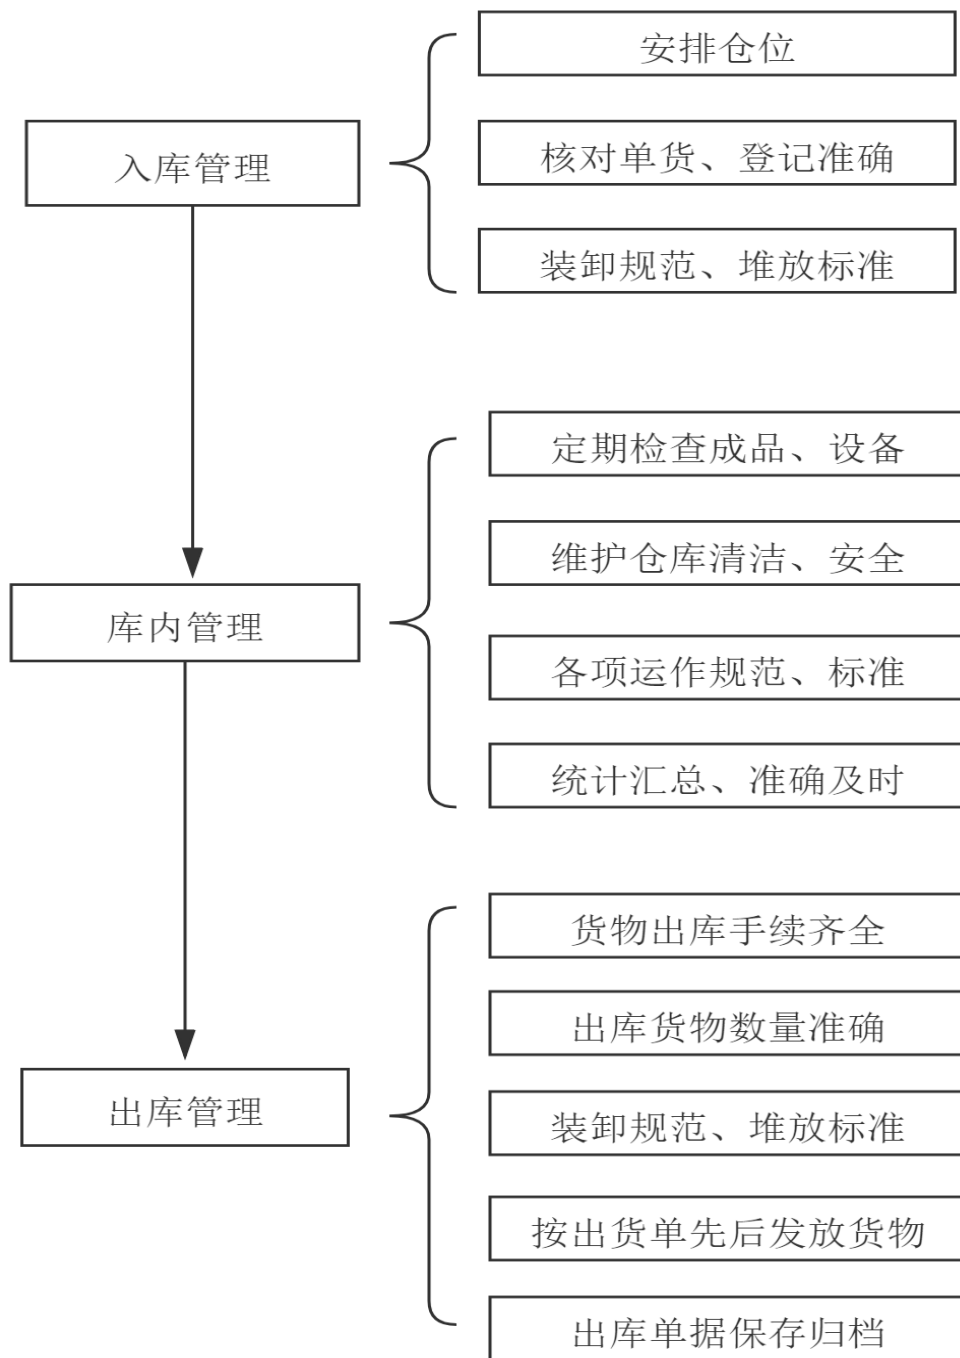 入库管理
安排仓位
核对单货、登记准确
装卸规范、堆放标准
库内管理
定期检查成品、设备
维护仓库清洁、安全
各项运作规范、标准
统计汇总、准确及时
出库管理
货物出库手续齐全
出库货物数量准确
装卸规范、堆放标准
按出货单先后发放货物
出库单据保存归档